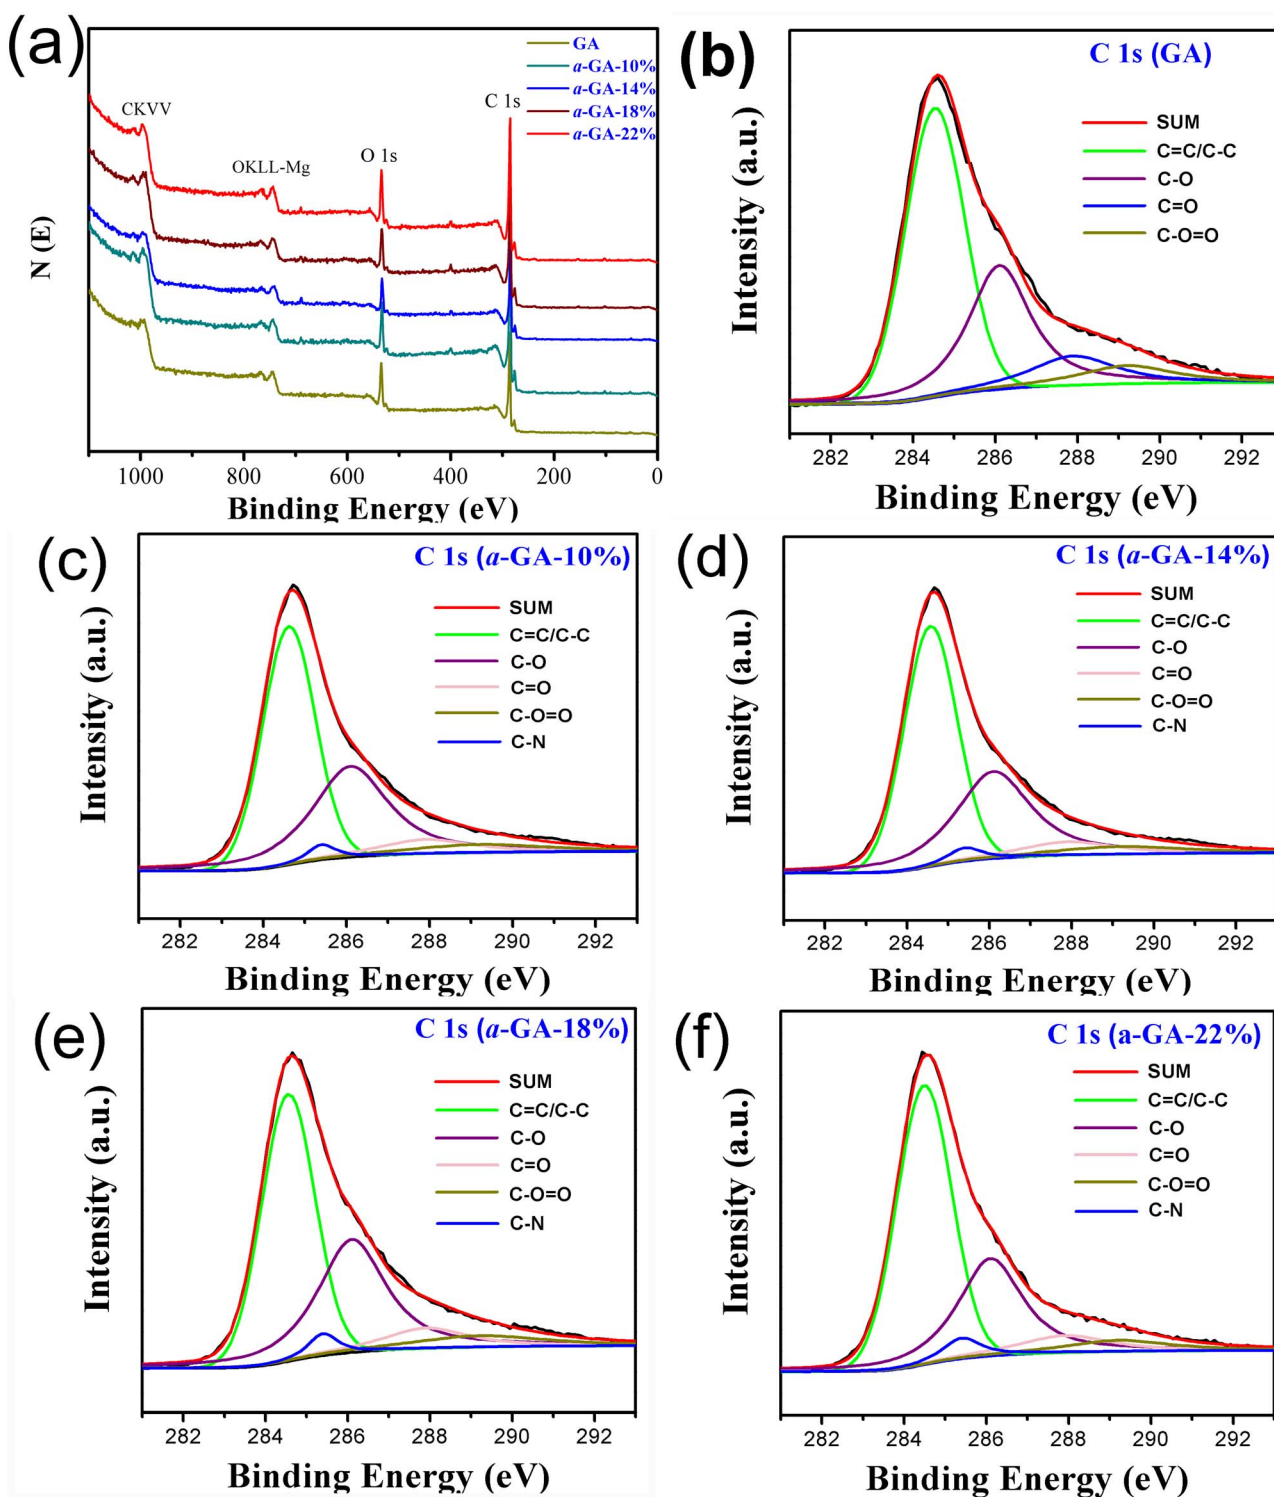 (a)
GA
a-GA-10%
a-GA-14%
a-GA-18%
a-GA-22%
CKVV
OKLL-Mg
O 1s
C 1s
N (E)
1000 800 600 400 200 0
Binding Energy (eV)
(b)
C 1s (GA)
SUM
C=C/C-C
C-O
C=O
C-O=O
Intensity (a.u.)
282 284 286 288 290 292
Binding Energy (eV)
(c)
C 1s (a-GA-10%)
SUM
C=C/C-C
C-O
C=O
C-O=O
C-N
Intensity (a.u.)
282 284 286 288 290 292
Binding Energy (eV)
(d)
C 1s (a-GA-14%)
SUM
C=C/C-C
C-O
C=O
C-O=O
C-N
Intensity (a.u.)
282 284 286 288 290 292
Binding Energy (eV)
(e)
C 1s (a-GA-18%)
SUM
C=C/C-C
C-O
C=O
C-O=O
C-N
Intensity (a.u.)
282 284 286 288 290 292
Binding Energy (eV)
(f)
C 1s (a-GA-22%)
SUM
C=C/C-C
C-O
C=O
C-O=O
C-N
Intensity (a.u.)
282 284 286 288 290 292
Binding Energy (eV)